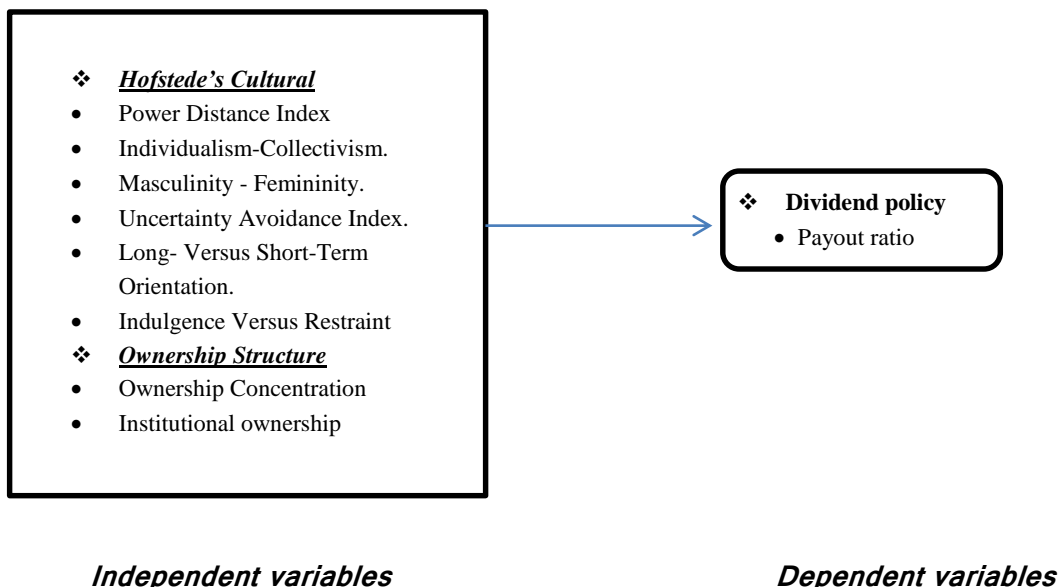 ❖ Hofstede's Cultural
• Power Distance Index
• Individualism-Collectivism.
• Masculinity - Femininity.
• Uncertainty Avoidance Index.
• Long- Versus Short-Term
Orientation.
• Indulgence Versus Restraint
❖ Ownership Structure
• Ownership Concentration
• Institutional ownership
❖ Dividend policy
• Payout ratio
Independent variables
Dependent variables